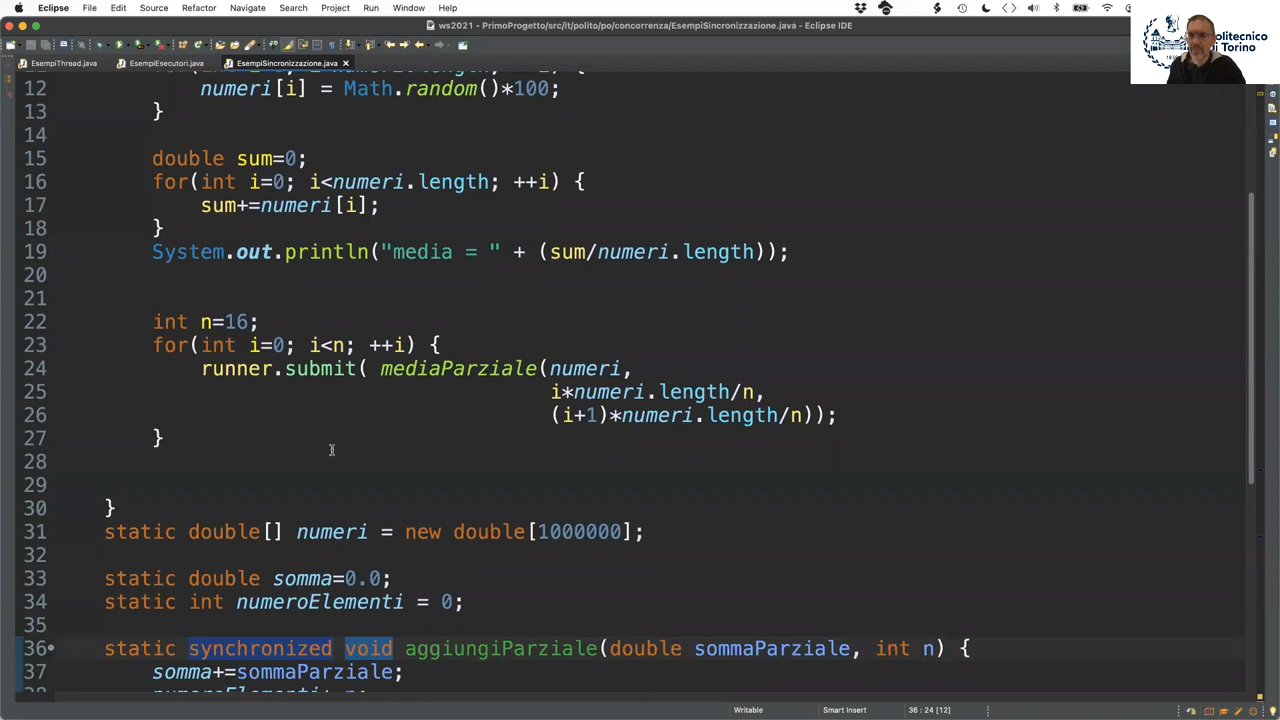 Eclipse File Edit Source Refactor Navigate Search Project Run Window Help
ws2021 - PrimoProgetto/src/it/polito/po/concorrenza/EsempiSincronizzazione.java - Eclipse IDE
Politecnico
di Torino
EsempiThread.java EsempiEsecutori.java EsempiSincronizzazione.java
12 numeri[i] = Math.random()*100;
13 }
14
15 double sum=0;
16 for(int i=0; i<numeri.length; ++i) {
17 sum+=numeri[i];
18 }
19 System.out.println("media = " + (sum/numeri.length));
20
21
22 int n=16;
23 for(int i=0; i<n; ++i) {
24 runner.submit( mediaParziale(numeri,
25 i*numeri.length/n,
26 (i+1)*numeri.length/n));
27 }
28
29
30 }
31 static double[] numeri = new double[1000000];
32
33 static double somma=0.0;
34 static int numeroElementi = 0;
35
36 static synchronized void aggiungiParziale(double sommaParziale, int n) {
37 somma+=sommaParziale;
Writable Smart Insert 36 : 24 [12]